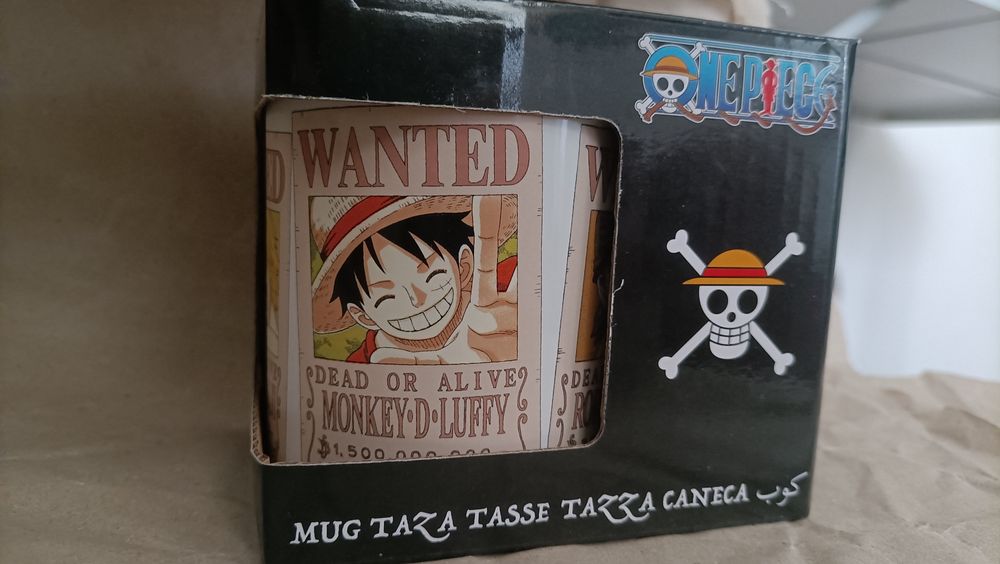 ONE PIECE
WANTED
DEAD OR ALIVE
MONKEY·D·LUFFY
MUG TAZA TASSE TAZZA CANECA كوب